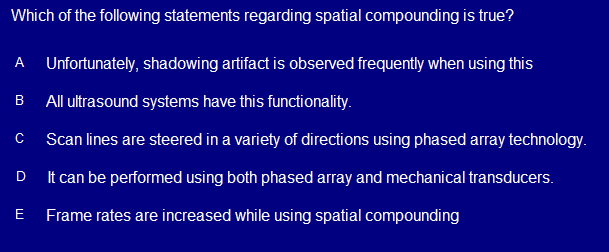 Which of the following statements regarding spatial compounding is true?
A Unfortunately, shadowing artifact is observed frequently when using this
B All ultrasound systems have this functionality.
C Scan lines are steered in a variety of directions using phased array technology.
D It can be performed using both phased array and mechanical transducers.
E Frame rates are increased while using spatial compounding